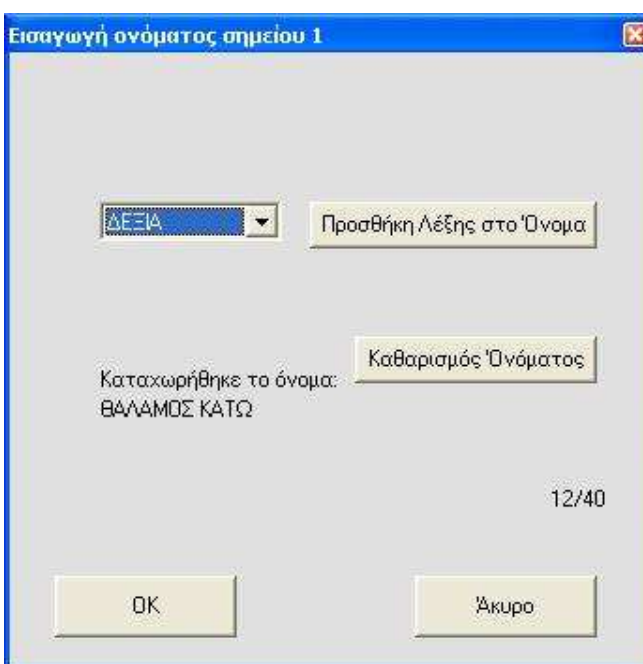 Εισαγωγή ονόματος σημείου 1
ΔΕΞΙΑ
Προσθήκη Λέξης στο Όνομα
Καθαρισμός Όνόματος
Καταχωρήθηκε το όνομα:
ΘΑΛΑΜΟΣ ΚΑΤΩ
12/40
OK
Άκυρο